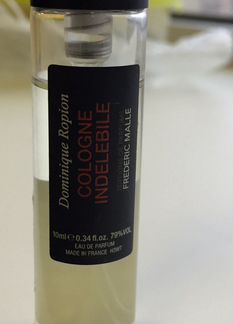 Dominique Ropion
COLOGNE
INDELEBILE
FREDERIC MALLE
10ml ℮ 0.34 fl.oz. 79%VOL
EAU DE PARFUM
MADE IN FRANCE